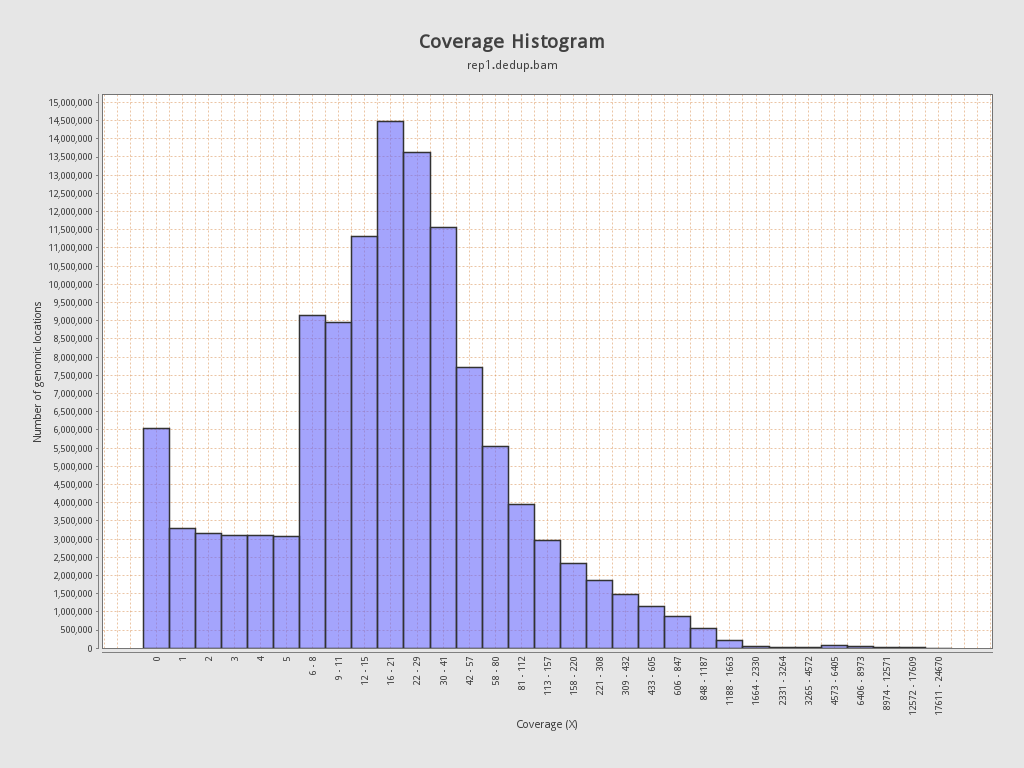 Coverage Histogram
rep1.dedup.bam
Number of genomic locations
15,000,000
14,500,000
14,000,000
13,500,000
13,000,000
12,500,000
12,000,000
11,500,000
11,000,000
10,500,000
10,000,000
9,500,000
9,000,000
8,500,000
8,000,000
7,500,000
7,000,000
6,500,000
6,000,000
5,500,000
5,000,000
4,500,000
4,000,000
3,500,000
3,000,000
2,500,000
2,000,000
1,500,000
1,000,000
500,000
0
0
1
2
3
4
5
6 - 8
9 - 11
12 - 15
16 - 21
22 - 29
30 - 41
42 - 57
58 - 80
81 - 112
113 - 157
158 - 220
221 - 308
309 - 432
433 - 605
606 - 847
848 - 1187
1188 - 1663
1664 - 2330
2331 - 3264
3265 - 4572
4573 - 6405
6406 - 8973
8974 - 12571
12572 - 17609
17611 - 24670
Coverage (X)